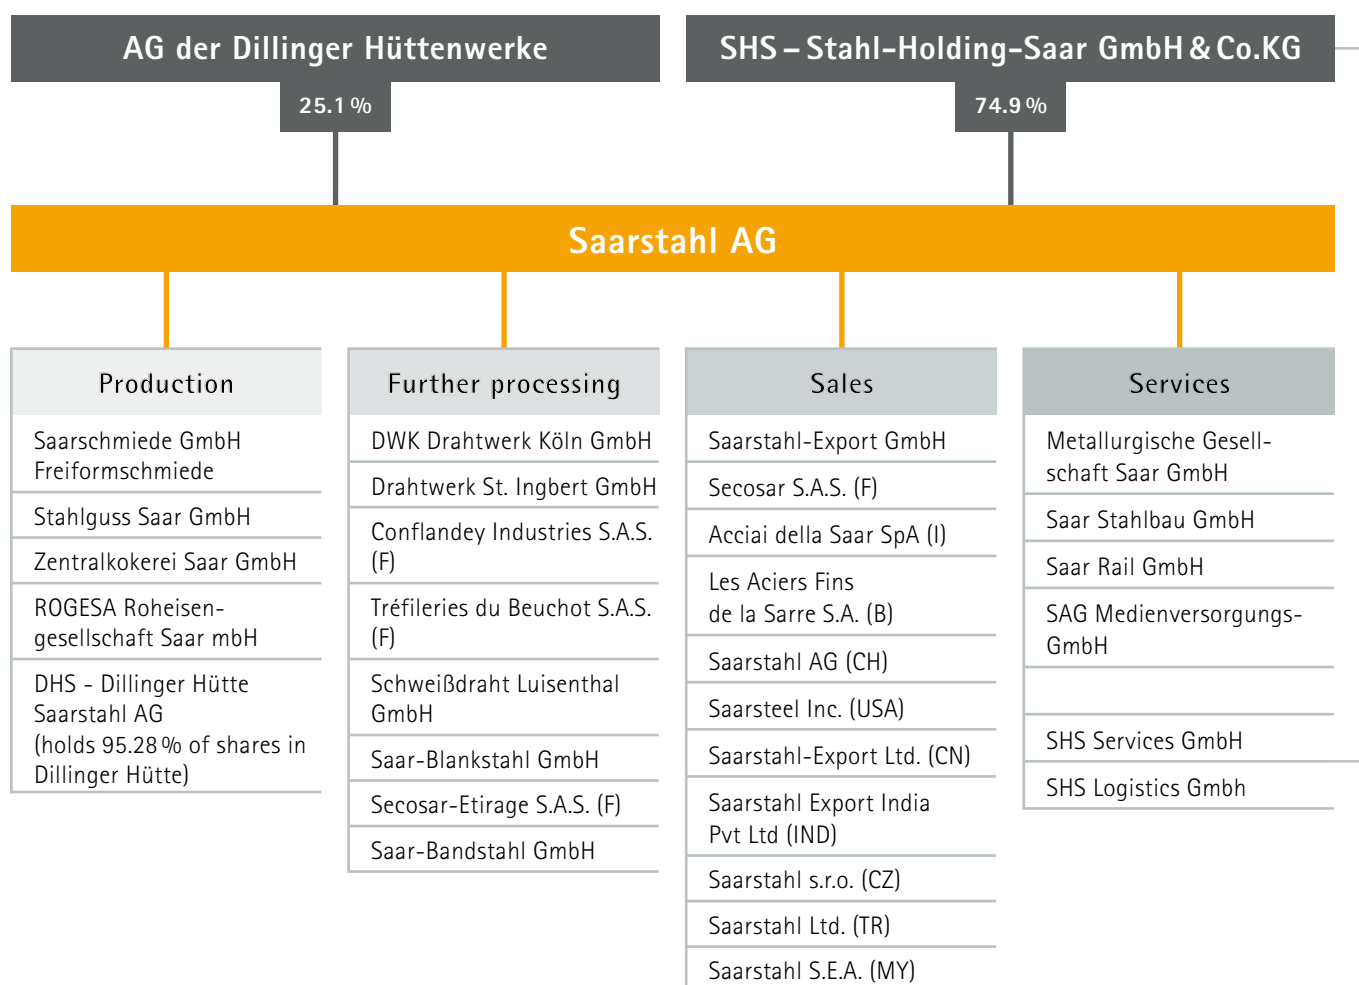 AG der Dillinger Hüttenwerke
SHS – Stahl-Holding-Saar GmbH & Co.KG
25.1 %
74.9 %
Saarstahl AG
Production
Saarschmiede GmbH
Freiformschmiede
Stahlguss Saar GmbH
Zentralkokerei Saar GmbH
ROGESA Roheisen-
gesellschaft Saar mbH
DHS - Dillinger Hütte
Saarstahl AG
(holds 95.28 % of shares in
Dillinger Hütte)
Further processing
DWK Drahtwerk Köln GmbH
Drahtwerk St. Ingbert GmbH
Conflandey Industries S.A.S.
(F)
Tréfileries du Beuchot S.A.S.
(F)
Schweißdraht Luisenthal
GmbH
Saar-Blankstahl GmbH
Secosar-Etirage S.A.S. (F)
Saar-Bandstahl GmbH
Sales
Saarstahl-Export GmbH
Secosar S.A.S. (F)
Acciai della Saar SpA (I)
Les Aciers Fins
de la Sarre S.A. (B)
Saarstahl AG (CH)
Saarsteel Inc. (USA)
Saarstahl-Export Ltd. (CN)
Saarstahl Export India
Pvt Ltd (IND)
Saarstahl s.r.o. (CZ)
Saarstahl Ltd. (TR)
Saarstahl S.E.A. (MY)
Services
Metallurgische Gesell-
schaft Saar GmbH
Saar Stahlbau GmbH
Saar Rail GmbH
SAG Medienversorgungs-
GmbH
SHS Services GmbH
SHS Logistics Gmbh